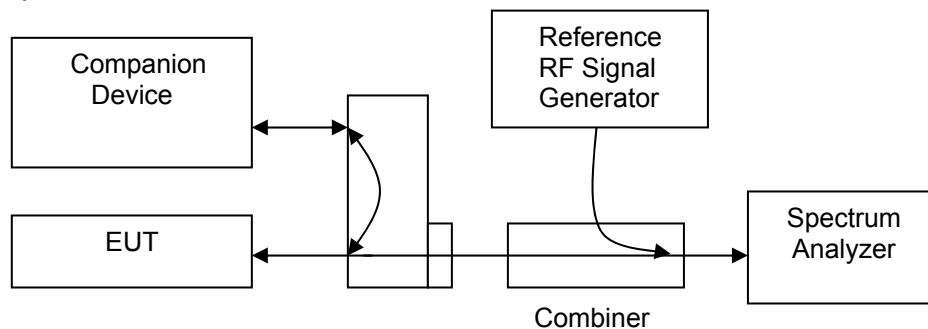 Companion
Device
Reference
RF Signal
Generator
EUT
Spectrum
Analyzer
Combiner